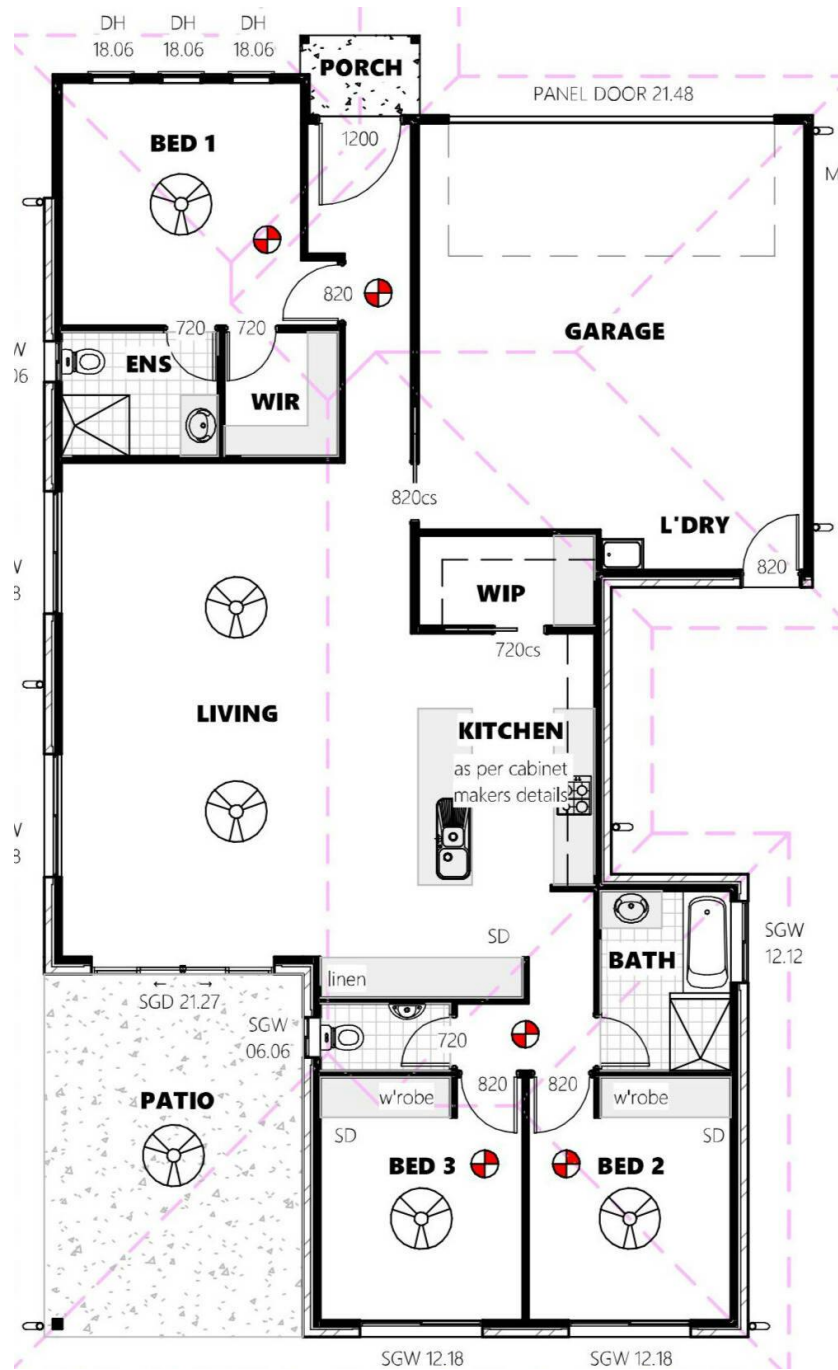 DH DH DH
18.06 18.06 18.06
PORCH
PANEL DOOR 21.48
1200
BED 1
M
820
GARAGE
720 720
W
06
ENS
WIR
820cs
L'DRY
820
W
8
WIP
720cs
LIVING
KITCHEN
as per cabinet
makers details
W
8
SD
BATH
SGW
12.12
linen
SGD 21.27
SGW
06.06
720
PATIO
820 820
w'robe w'robe
SD SD
BED 3 BED 2
SGW 12.18 SGW 12.18